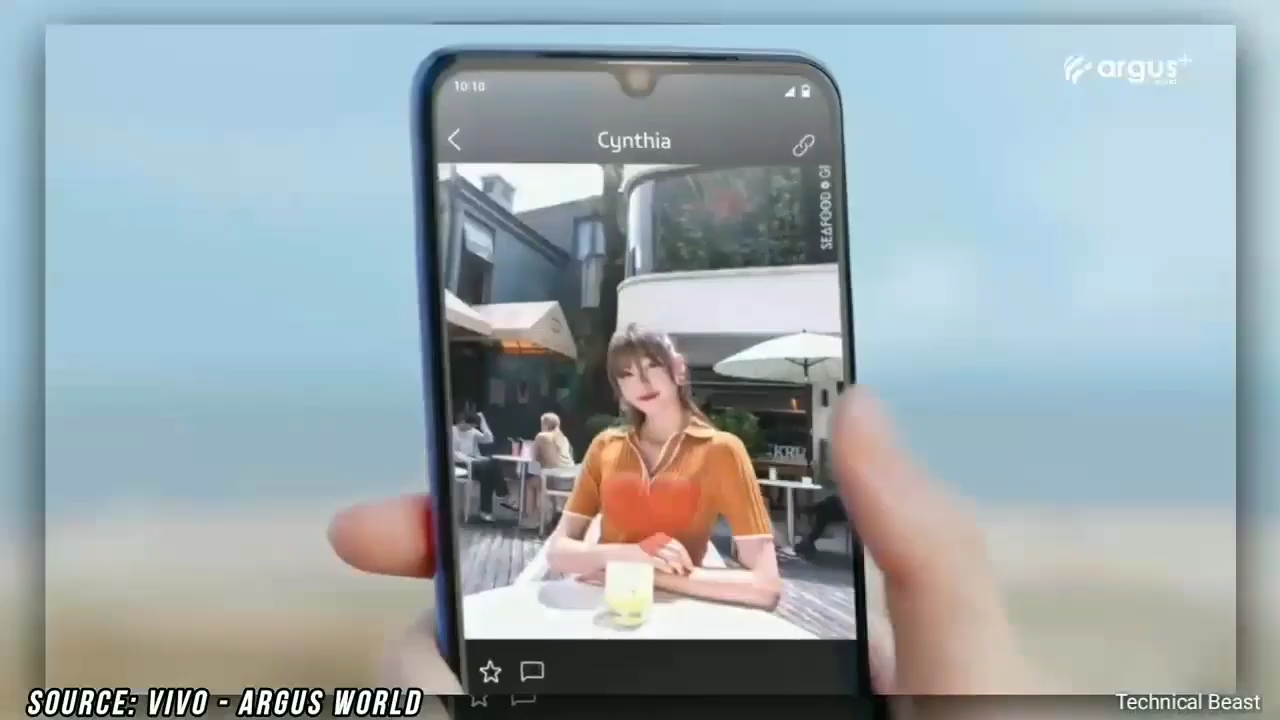 argus+
10:10
Cynthia
SEAFOOD
SOURCE: VIVO - ARGUS WORLD
Technical Beast